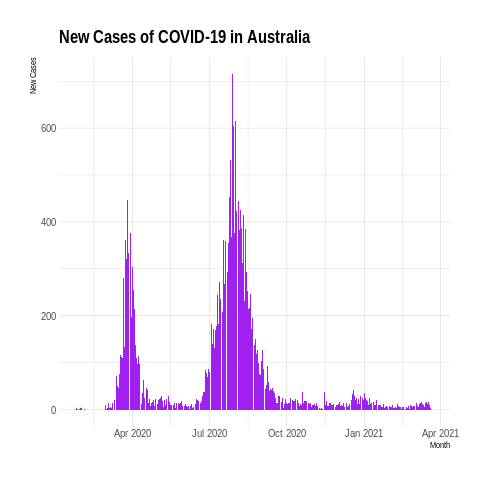 New Cases of COVID-19 in Australia
New Cases
600
400
200
0
Apr 2020 Jul 2020 Oct 2020 Jan 2021 Apr 2021
Month